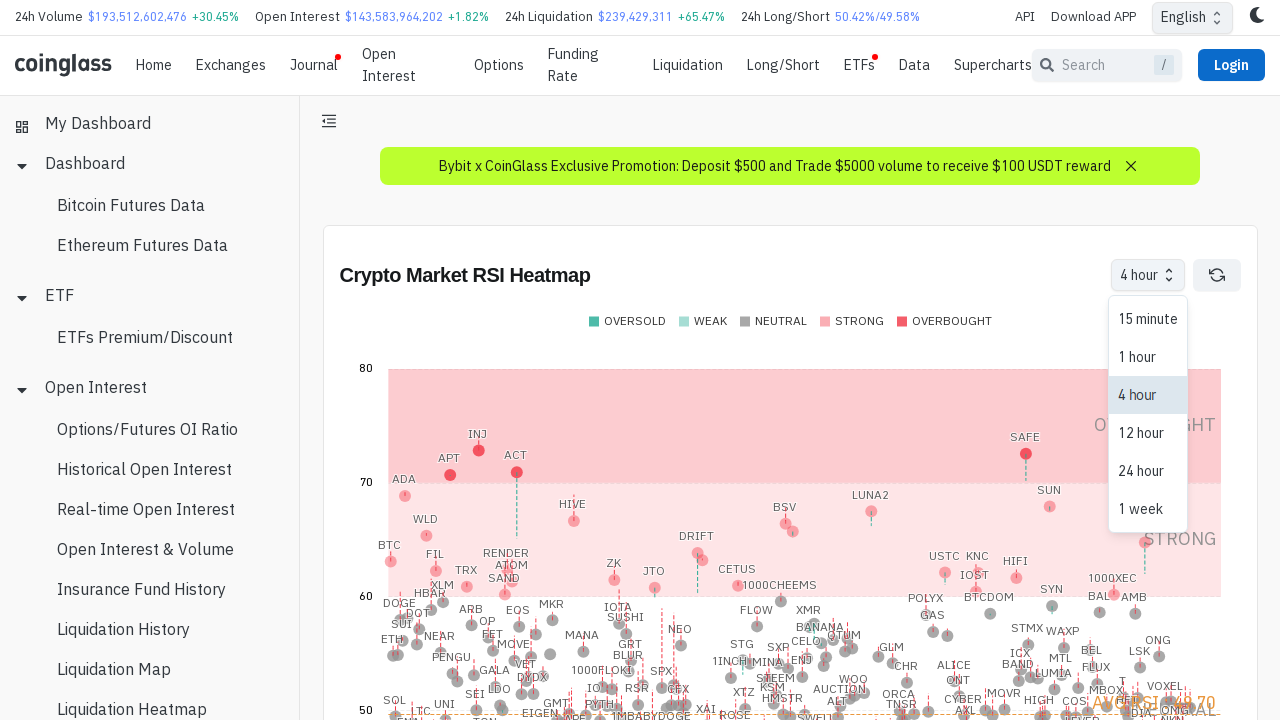 24h Volume $193,512,602,476 +30.45% Open Interest $143,583,964,202 +1.82% 24h Liquidation $239,429,311 +65.47% 24h Long/Short 50.42%/49.58% API Download APP English
coinglass Home Exchanges Journal Open Interest Options Funding Rate Liquidation Long/Short ETFs Data Supercharts Search / Login
My Dashboard
Dashboard
Bitcoin Futures Data
Ethereum Futures Data
ETF
ETFs Premium/Discount
Open Interest
Options/Futures OI Ratio
Historical Open Interest
Real-time Open Interest
Open Interest & Volume
Insurance Fund History
Liquidation History
Liquidation Map
Liquidation Heatmap
Bybit x CoinGlass Exclusive Promotion: Deposit $500 and Trade $5000 volume to receive $100 USDT reward
Crypto Market RSI Heatmap
4 hour
15 minute
1 hour
4 hour
12 hour
24 hour
1 week
OVERSOLD WEAK NEUTRAL STRONG OVERBOUGHT
80
INJ
SAFE
APT ACT
70
ADA SUN
HIVE BSV LUNA2
WLD
STRONG
BTC FIL RENDER DRIFT USTC KNC HIFI
ATOM
TRX SAND ZK JTO CETUS IOST 1000XEC
60
XLM 1000CHEEMS SYN
HBAR POLYX BTCDOM BAL AMB
DOGE DOT ARB EOS MKR IOTA FLOW XMR GAS
SUI OP SUSHI BANANA STMX WAXP
ETH NEAR FET MANA NEO QTUM ONG
MOVE GRT STG SXP CELO GLM ICX BEL LSK
PENGU VET BLUR 1INCH MINA ENJ CHR ALICE BAND MTL FLUX
GALA DYDX 1000FLOKI SPX STEEM WOO ONT LUMIA
SEI LDO RSR CFX XTZ KSM AUCTION ORCA MOVR MBOX VOXEL
SOL UNI GMT PYTH XAI HMSTR ALT TNSR CYBER HIGH COS
50
EIGEN 1MBABYDOGE ROSE AXL